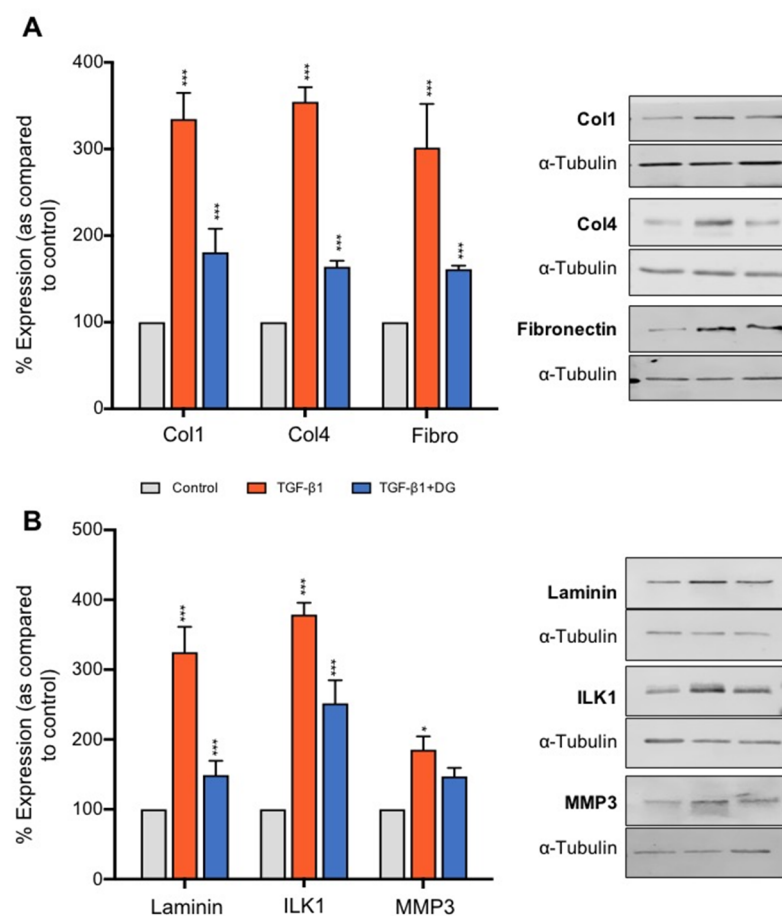 A
% Expression (as compared
to control)
400
300
200
100
0
***
***
***
***
***
***
Col1
Col4
Fibro
Col1
α-Tubulin
Col4
α-Tubulin
Fibronectin
α-Tubulin
Control
TGF-β1
TGF-β1+DG
B
% Expression (as compared
to control)
500
400
300
200
100
0
***
***
***
***
*
Laminin
ILK1
MMP3
Laminin
α-Tubulin
ILK1
α-Tubulin
MMP3
α-Tubulin